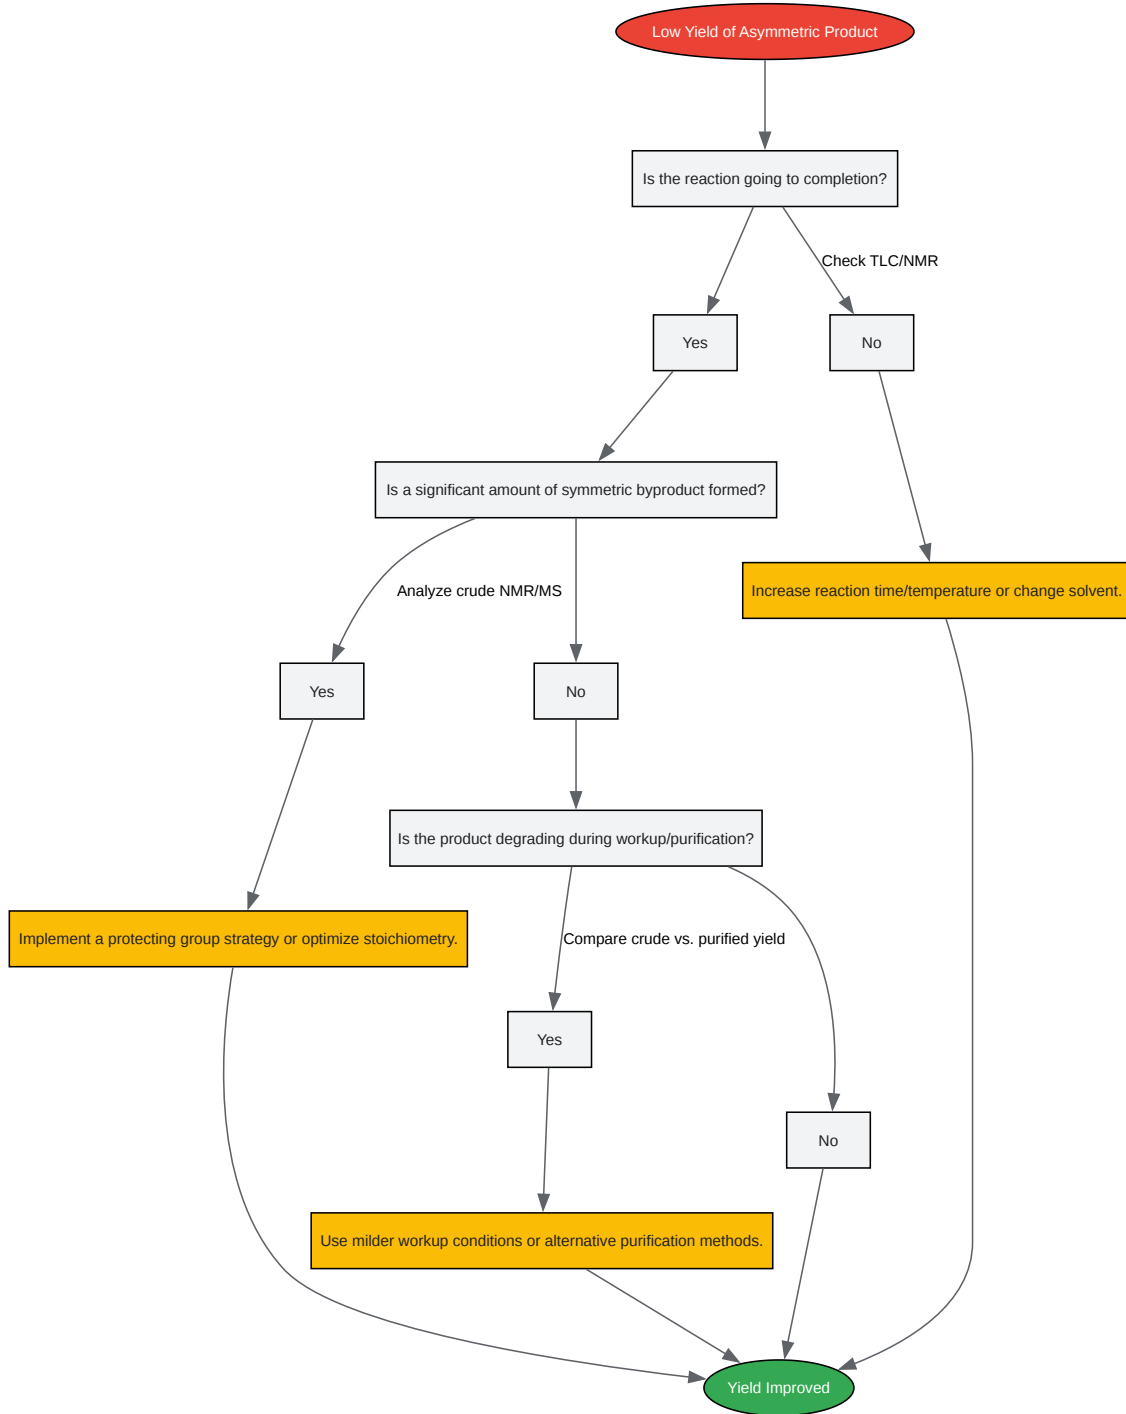 Low Yield of Asymmetric Product
Is the reaction going to completion?
Check TLC/NMR
Yes
No
Is a significant amount of symmetric byproduct formed?
Analyze crude NMR/MS
Increase reaction time/temperature or change solvent.
Yes
No
Is the product degrading during workup/purification?
Implement a protecting group strategy or optimize stoichiometry.
Compare crude vs. purified yield
Yes
No
Use milder workup conditions or alternative purification methods.
Yield Improved